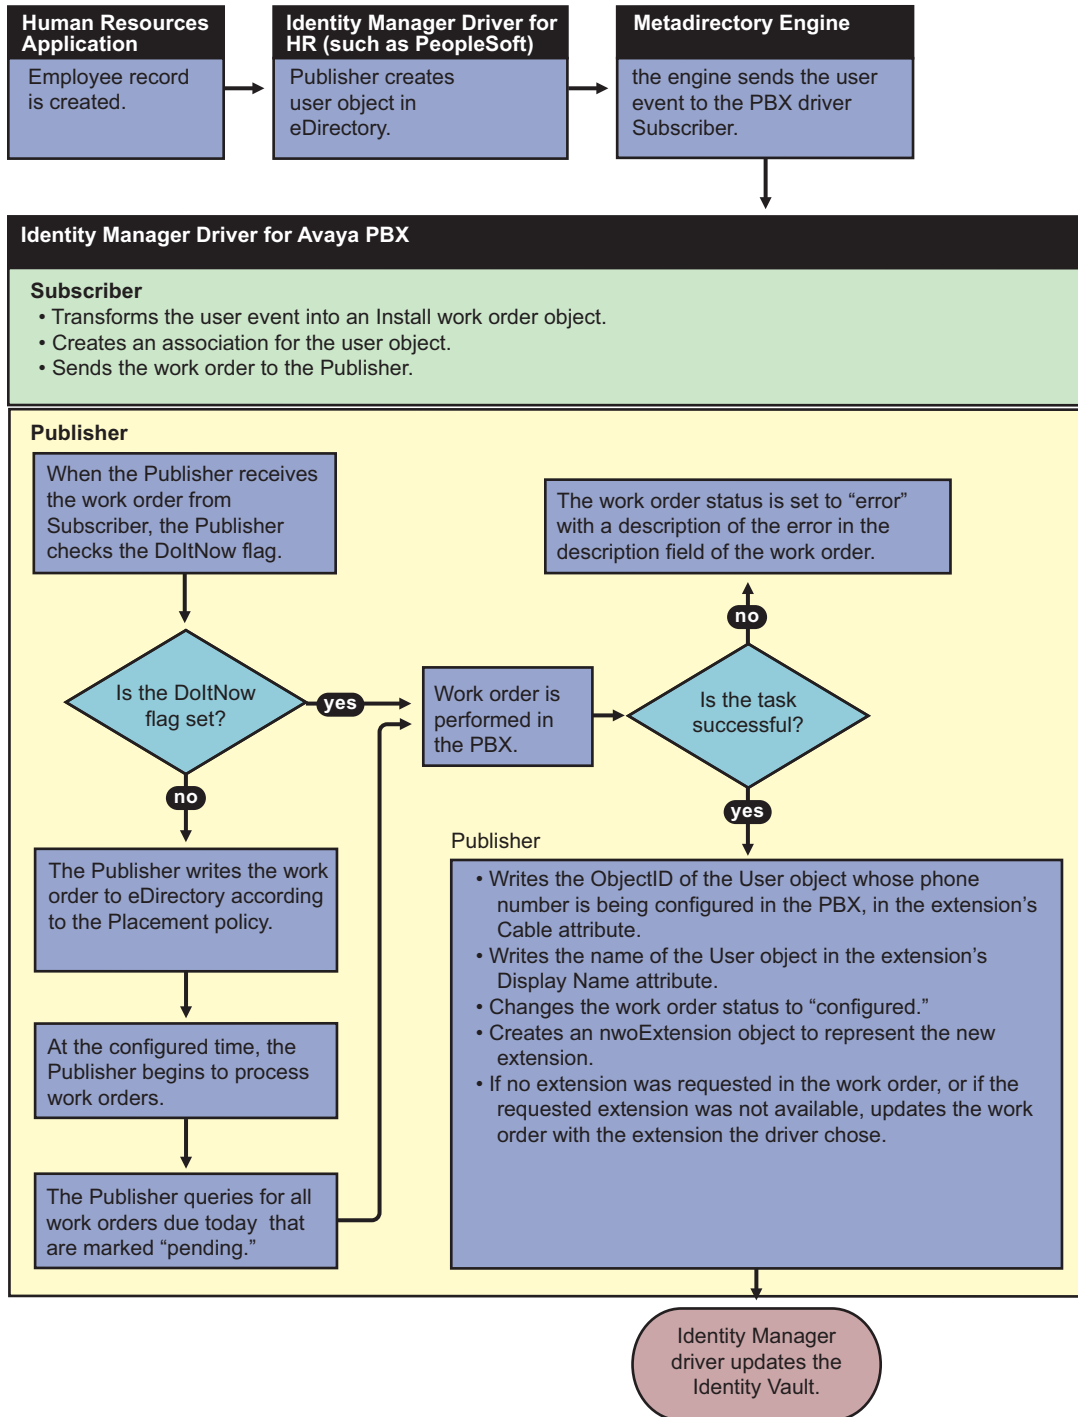 Human Resources
Application
Employee record
is created.
Identity Manager Driver for
HR (such as PeopleSoft)
Publisher creates
user object in
eDirectory.
Metadirectory Engine
the engine sends the user
event to the PBX driver
Subscriber.
Identity Manager Driver for Avaya PBX
Subscriber
• Transforms the user event into an Install work order object.
• Creates an association for the user object.
• Sends the work order to the Publisher.
Publisher
When the Publisher receives
the work order from
Subscriber, the Publisher
checks the DoItNow flag.
Is the DoItNow
flag set?
yes
no
The Publisher writes the work
order to eDirectory according
to the Placement policy.
At the configured time, the
Publisher begins to process
work orders.
The Publisher queries for all
work orders due today that
are marked “pending.”
Work order is
performed in
the PBX.
Is the task
successful?
no
The work order status is set to “error”
with a description of the error in the
description field of the work order.
yes
Publisher
• Writes the ObjectID of the User object whose phone
number is being configured in the PBX, in the extension’s
Cable attribute.
• Writes the name of the User object in the extension’s
Display Name attribute.
• Changes the work order status to “configured.”
• Creates an nwoExtension object to represent the new
extension.
• If no extension was requested in the work order, or if the
requested extension was not available, updates the work
order with the extension the driver chose.
Identity Manager
driver updates the
Identity Vault.